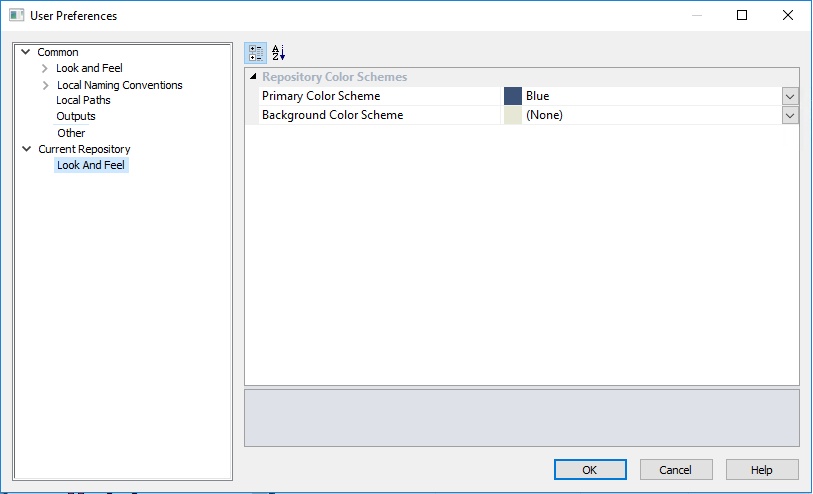 User Preferences
Common
Look and Feel
Local Naming Conventions
Local Paths
Outputs
Other
Current Repository
Look And Feel
Repository Color Schemes
Primary Color Scheme Blue
Background Color Scheme (None)
OK Cancel Help